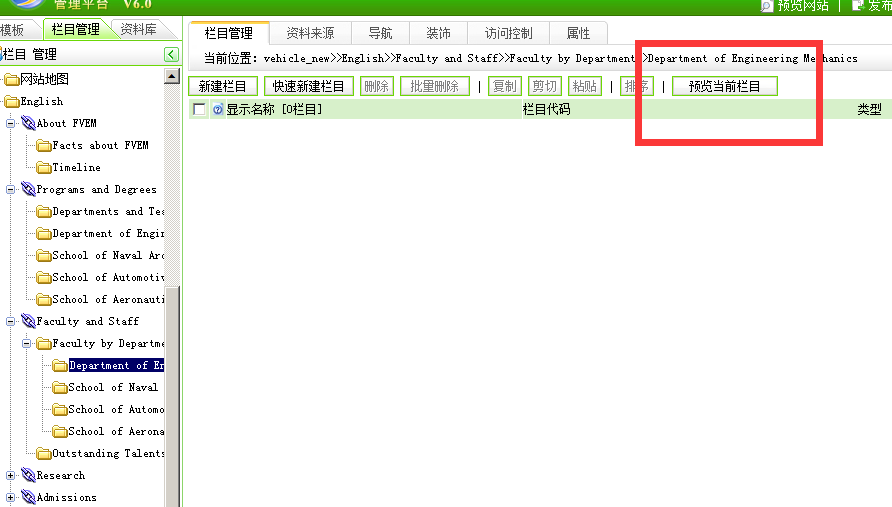 管理平台 V6.0
预览网站
发布
模板 栏目管理 资料库
栏目 管理
网站地图
English
About FVEM
Facts about FVEM
Timeline
Programs and Degrees
Departments and Tea
Department of Engin
School of Naval Arc
School of Automotiv
School of Aeronauti
Faculty and Staff
Faculty by Departme
Department of En
School of Naval
School of Automo
School of Aerona
Outstanding Talents
Research
Admissions
栏目管理 资料来源 导航 装饰 访问控制 属性
当前位置: vehicle_new>>English>>Faculty and Staff>>Faculty by Department>>Department of Engineering Mechanics
新建栏目 快速新建栏目 删除 批量删除 | 复制 剪切 粘贴 | 排序 | 预览当前栏目
显示名称 [0栏目] 栏目代码 类型